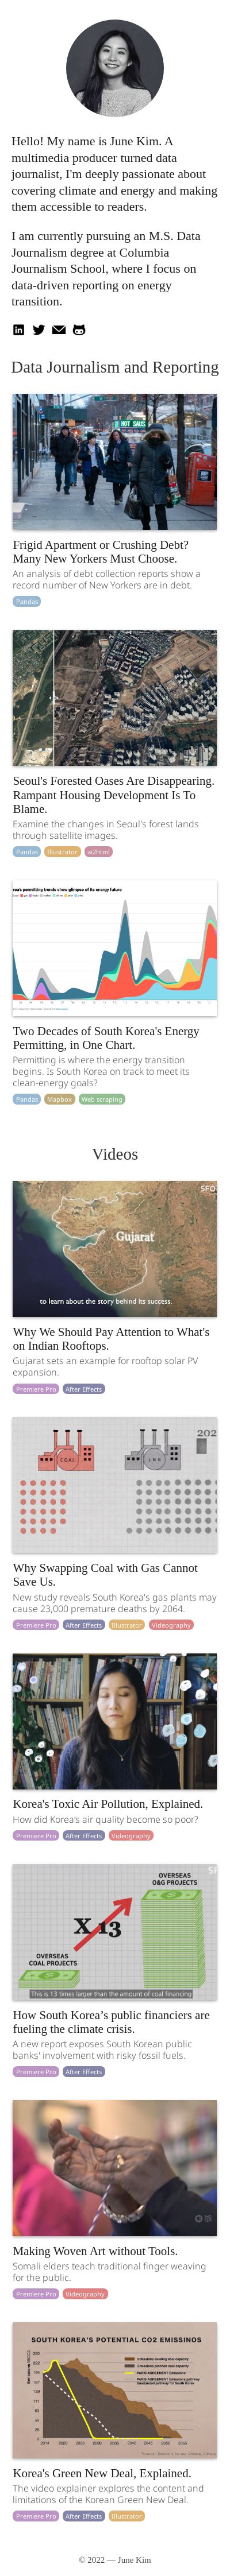 Hello! My name is June Kim. A
multimedia producer turned data
journalist, I'm deeply passionate about
covering climate and energy and making
them accessible to readers.
I am currently pursuing an M.S. Data
Journalism degree at Columbia
Journalism School, where I focus on
data-driven reporting on energy
transition.
Data Journalism and Reporting
HOT SADS
Frigid Apartment or Crushing Debt?
Many New Yorkers Must Choose.
An analysis of debt collection reports show a
record number of New Yorkers are in debt.
Pandas
Seoul's Forested Oases Are Disappearing.
Rampant Housing Development Is To
Blame.
Examine the changes in Seoul's forest lands
through satellite images.
Pandas Illustrator ai2html
rea's permitting trends show glimpse of its energy future
Two Decades of South Korea's Energy
Permitting, in One Chart.
Permitting is where the energy transition
begins. Is South Korea on track to meet its
clean-energy goals?
Pandas Mapbox Web scraping
Videos
SFO
Gujarat
to learn about the story behind its success.
Why We Should Pay Attention to What's
on Indian Rooftops.
Gujarat sets an example for rooftop solar PV
expansion.
Premiere Pro After Effects
202
COAL LNG
Why Swapping Coal with Gas Cannot
Save Us.
New study reveals South Korea's gas plants may
cause 23,000 premature deaths by 2064.
Premiere Pro After Effects Illustrator Videography
Korea's Toxic Air Pollution, Explained.
How did Korea's air quality become so poor?
Premiere Pro After Effects Videography
OVERSEAS
O&G PROJECTS
X 13
OVERSEAS
COAL PROJECTS
This is 13 times larger than the amount of coal financing
How South Korea’s public financiers are
fueling the climate crisis.
A new report exposes South Korean public
banks' involvement with risky fossil fuels.
Premiere Pro After Effects
Making Woven Art without Tools.
Somali elders teach traditional finger weaving
for the public.
Premiere Pro Videography
SOUTH KOREA'S POTENTIAL CO2 EMISSINOS
Korea's Green New Deal, Explained.
The video explainer explores the content and
limitations of the Korean Green New Deal.
Premiere Pro After Effects Illustrator
© 2022 — June Kim